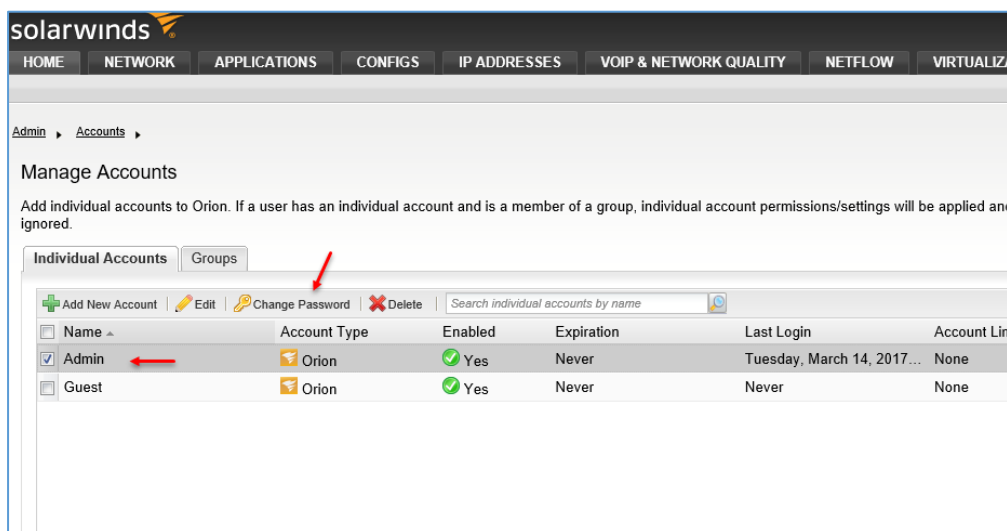 solarwinds
HOME NETWORK APPLICATIONS CONFIGS IP ADDRESSES VOIP & NETWORK QUALITY NETFLOW VIRTUALIZA
Admin Accounts
Manage Accounts
Add individual accounts to Orion. If a user has an individual account and is a member of a group, individual account permissions/settings will be applied and
ignored.
Individual Accounts Groups
Add New Account Edit Change Password Delete Search individual accounts by name
Name Account Type Enabled Expiration Last Login Account Lim
Admin Orion Yes Never Tuesday, March 14, 2017... None
Guest Orion Yes Never Never None